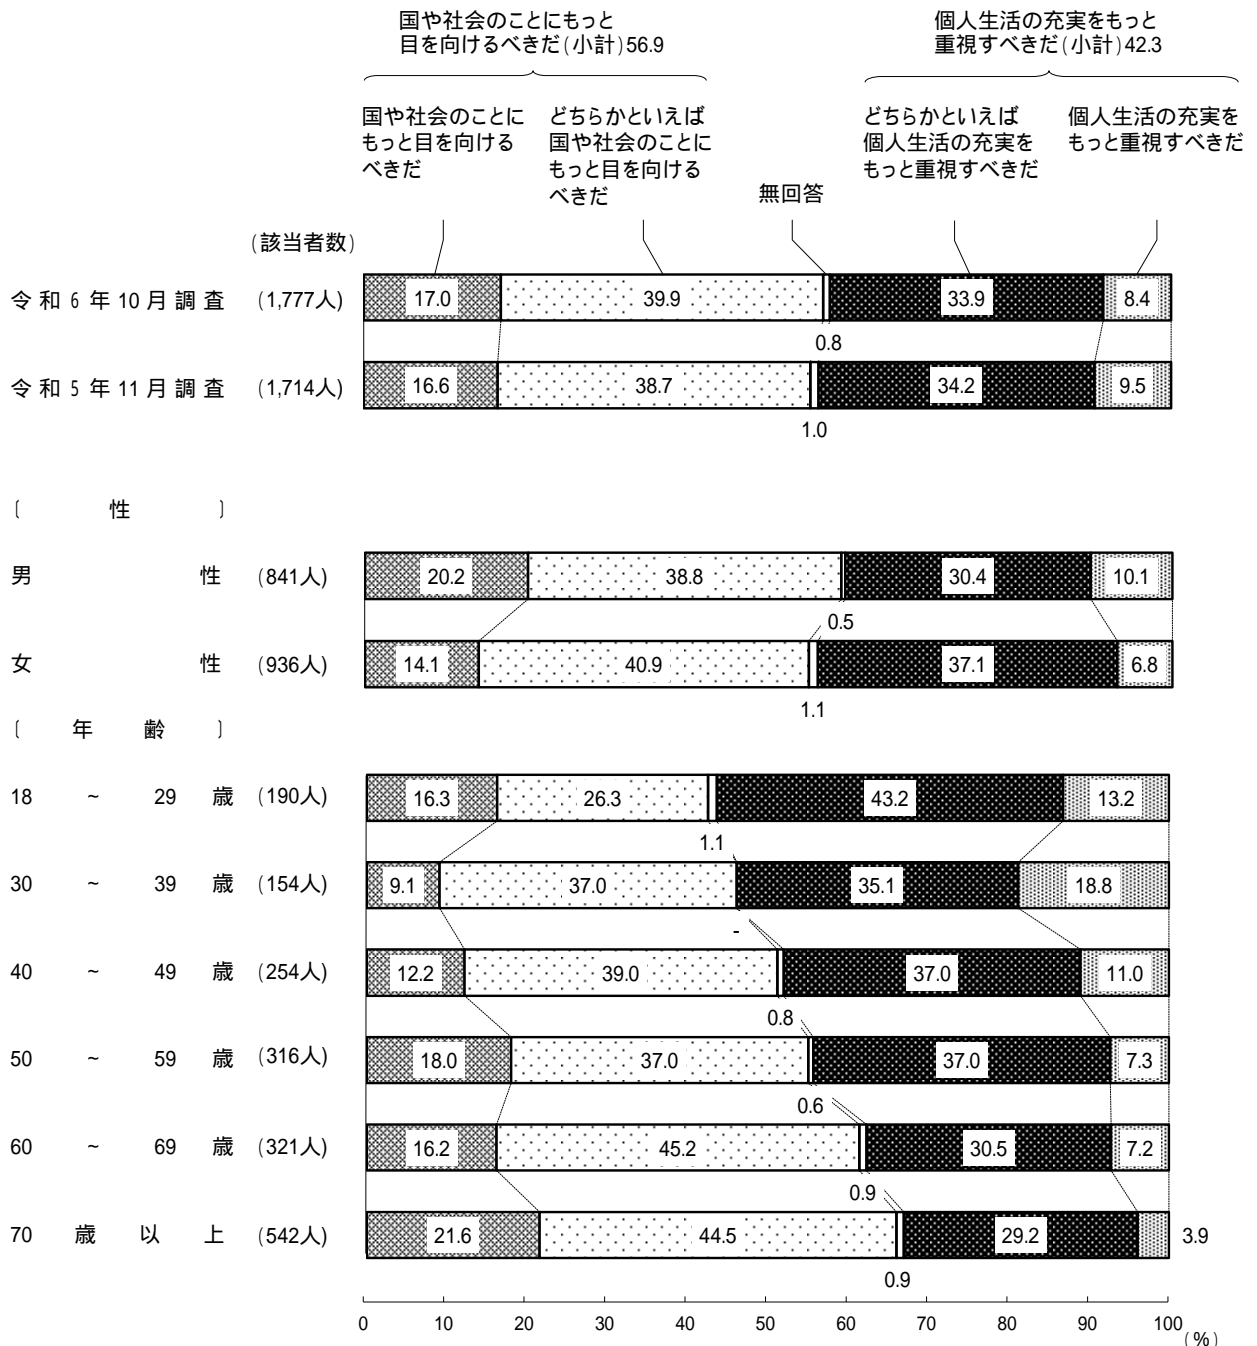 国や社会のことにもっと
目を向けるべきだ(小計)56.9
個人生活の充実をもっと
重視すべきだ(小計)42.3
国や社会のことに
もっと目を向ける
べきだ
どちらかといえば
国や社会のことに
もっと目を向ける
べきだ
無回答
どちらかといえば
個人生活の充実を
もっと重視すべきだ
個人生活の充実を
もっと重視すべきだ
(該当者数)
令和6年10月調査 (1,777人) 17.0 39.9 33.9 8.4
0.8
令和5年11月調査 (1,714人) 16.6 38.7 34.2 9.5
1.0
〔 性 〕
男 性 (841人) 20.2 38.8 30.4 10.1
0.5
女 性 (936人) 14.1 40.9 37.1 6.8
1.1
〔 年 齢 〕
18 ~ 29 歳 (190人) 16.3 26.3 43.2 13.2
1.1
30 ~ 39 歳 (154人) 9.1 37.0 35.1 18.8
-
40 ~ 49 歳 (254人) 12.2 39.0 37.0 11.0
0.8
50 ~ 59 歳 (316人) 18.0 37.0 37.0 7.3
0.6
60 ~ 69 歳 (321人) 16.2 45.2 30.5 7.2
0.9
70 歳 以 上 (542人) 21.6 44.5 29.2 3.9
0.9
0 10 20 30 40 50 60 70 80 90 100
(%)